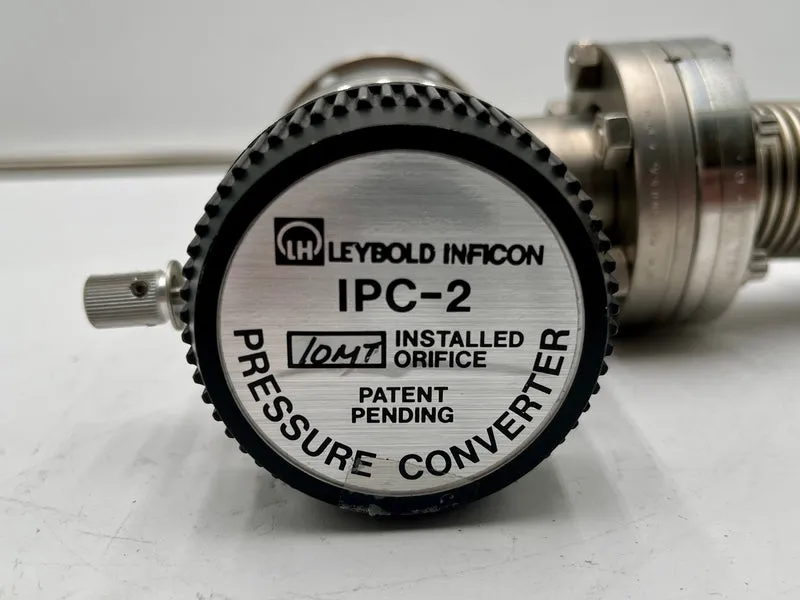 LH LEYBOLD INFICON
IPC-2
10MT INSTALLED
ORIFICE
PATENT
PENDING
PRESSURE CONVERTER